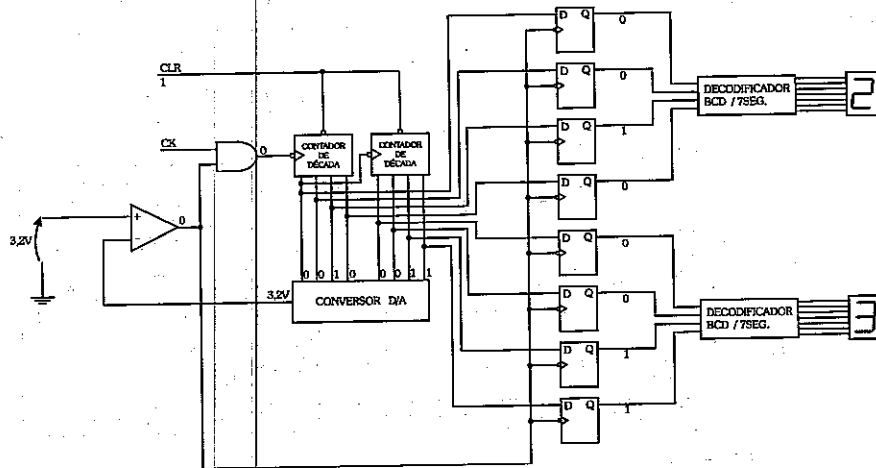 D Q 0
CLR
1
D Q 0
DECODIFICADOR
BCD / 7SEG.
2
CK
0
CONTADOR
DE
DÉCADA
CONTADOR
DE
DÉCADA
D Q 1
D Q 0
+
-
0
3,2V
D Q 0
0 0 1 0 0 0 1 1
3,2V
CONVERSOR D/A
D Q 0
DECODIFICADOR
BCD / 7SEG.
3
D Q 1
D Q 1